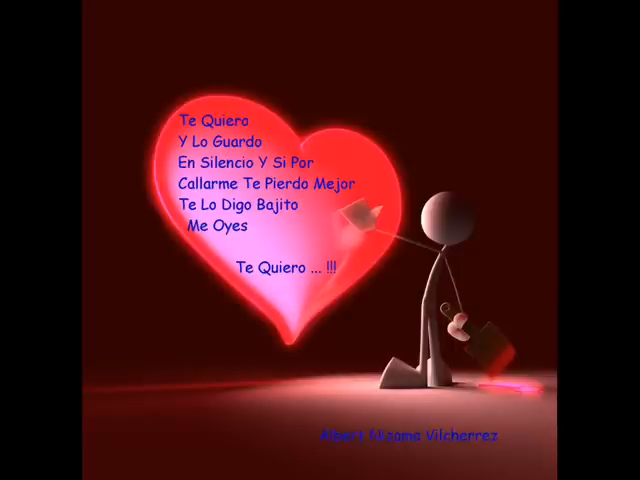 Te Quiero
Y Lo Guardo
En Silencio Y Si Por
Callarme Te Pierdo Mejor
Te Lo Digo Bajito
Me Oyes
Te Quiero ... !!!
Albert Nizama Vilcherrez